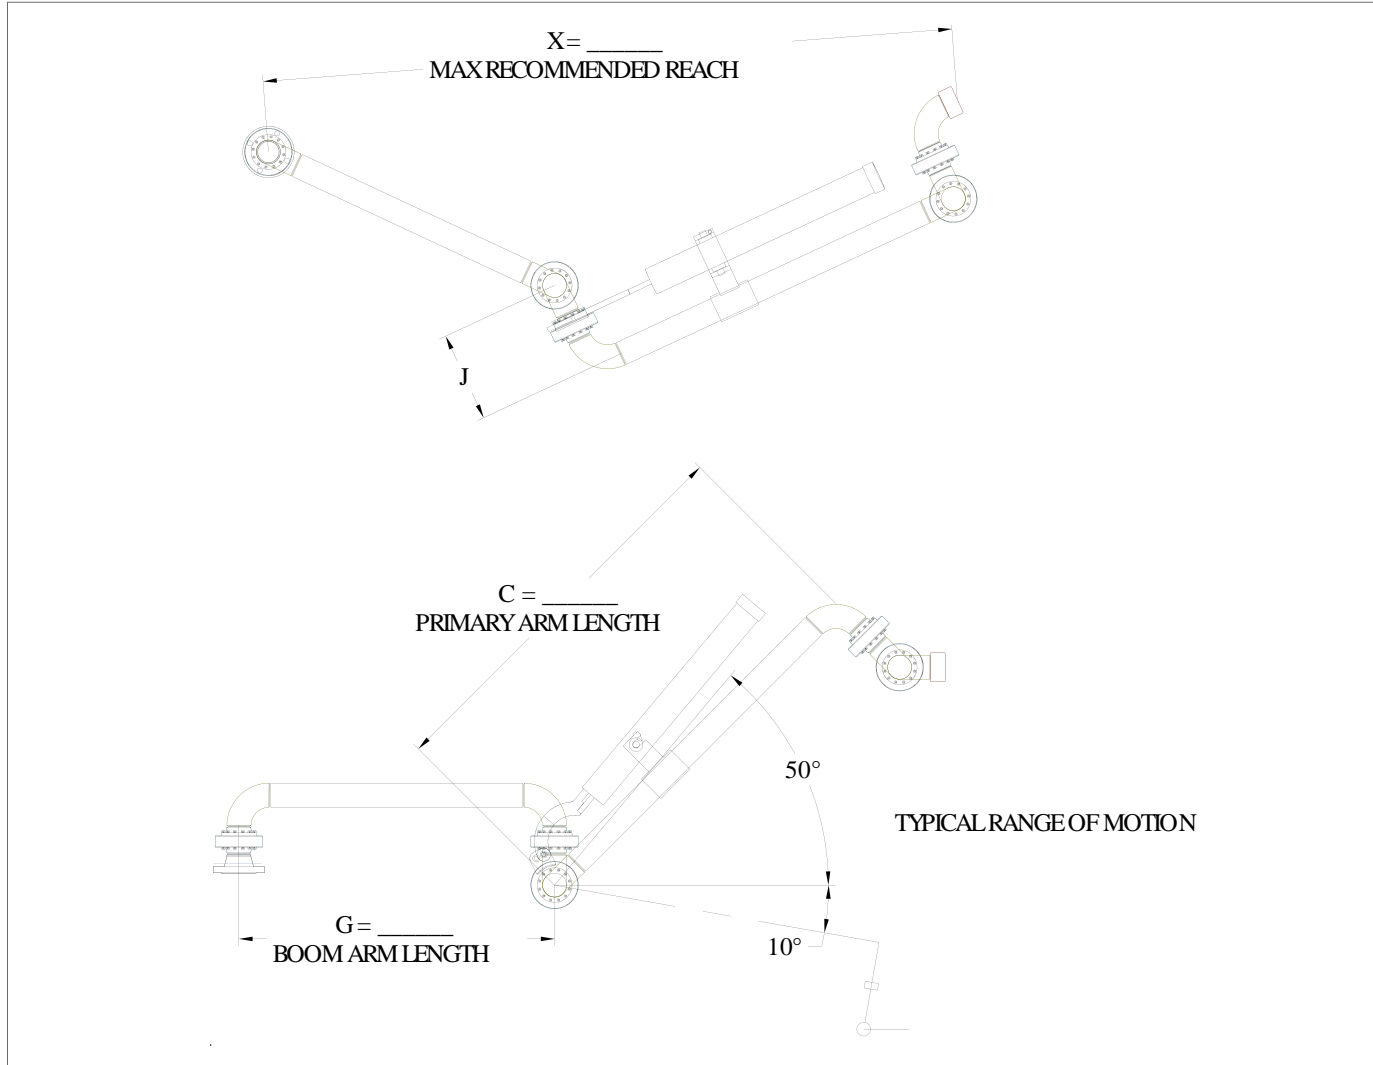 X= ______
MAX RECOMMENDED REACH
J
C = ______
PRIMARY ARM LENGTH
50°
TYPICAL RANGE OF MOTION
G= ______
BOOM ARM LENGTH
10°